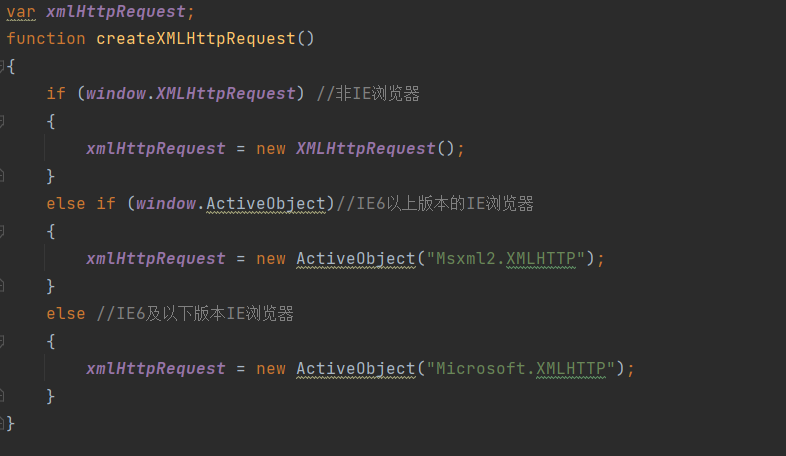 var xmlHttpRequest;
function createXMLHttpRequest()
{
    if (window.XMLHttpRequest) //非IE浏览器
    {
        xmlHttpRequest = new XMLHttpRequest();
    }
    else if (window.ActiveObject)//IE6以上版本的IE浏览器
    {
        xmlHttpRequest = new ActiveObject("Msxml2.XMLHTTP");
    }
    else //IE6及以下版本IE浏览器
    {
        xmlHttpRequest = new ActiveObject("Microsoft.XMLHTTP");
    }
}